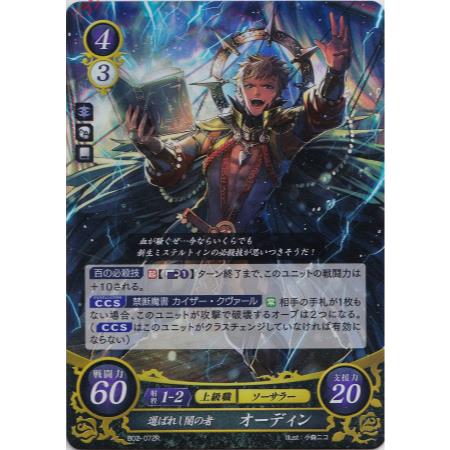 4
3
血が騒ぐぜ…今ならいくらでも
新生ミステルトィンの必殺技が思いつきそうだ!
百の必殺技 起【1】ターン終了まで、このユニットの戦闘力は
+10される。
CCS 禁断魔書 カイザー・クヴァール 常 相手の手札が1枚も
ない場合、このユニットが攻撃で破壊するオーブは2つになる。
(CCSはこのユニットがクラスチェンジしていなければ有効に
ならない)
戦闘力
60
射程 1-2
上級職
ソーサラー
支援力
20
選ばれし闇の者 オーディン
B02-072R
Illust:小森ニコ